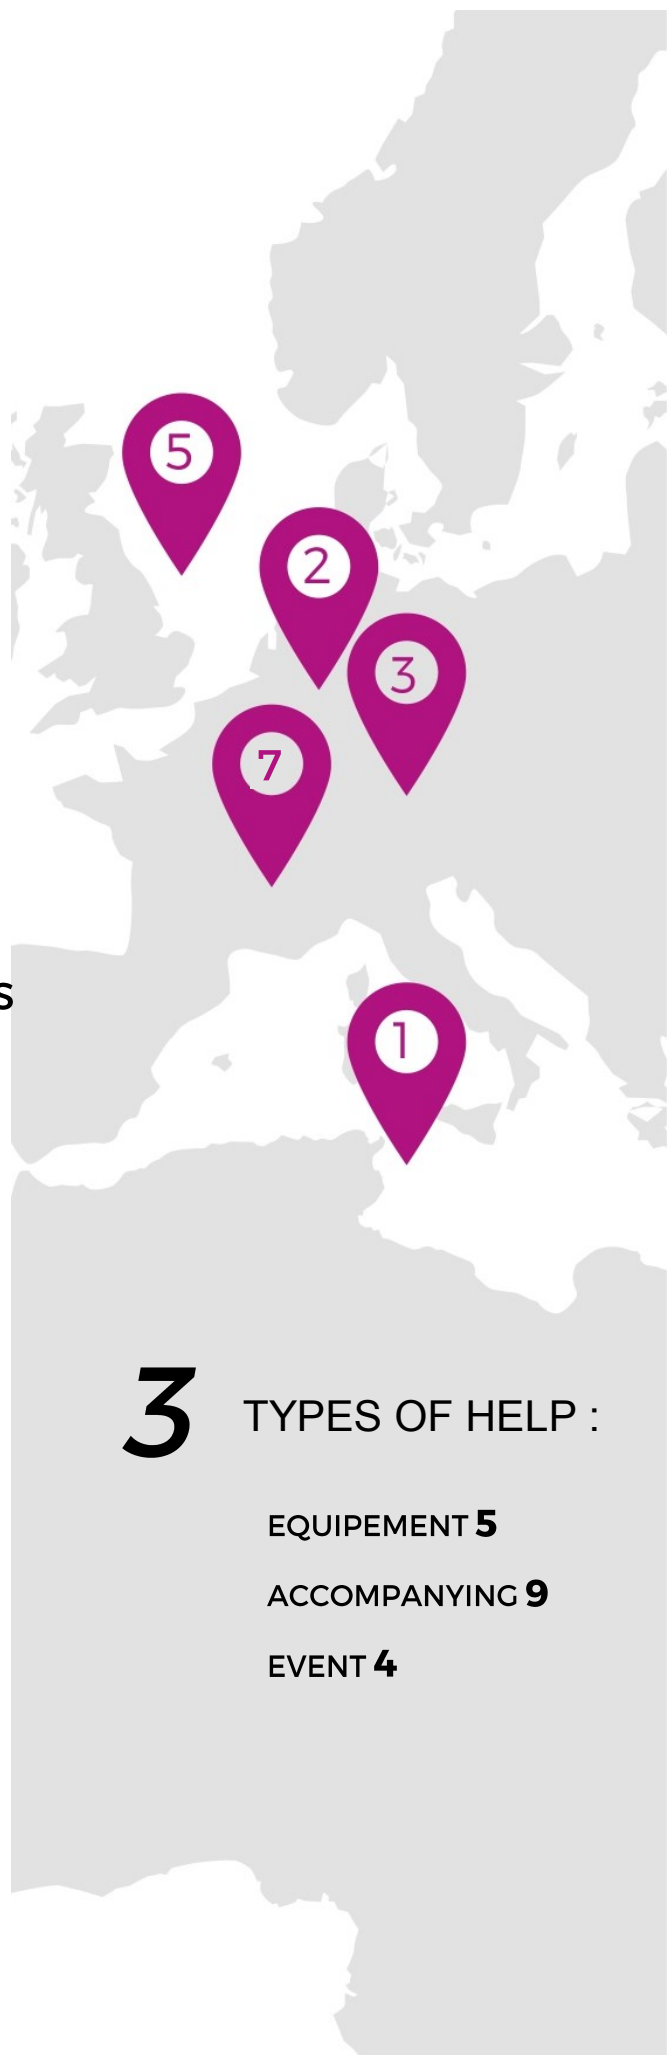 5
2
3
7
S
1
3 TYPES OF HELP :
EQUIPEMENT 5
ACCOMPANYING 9
EVENT 4